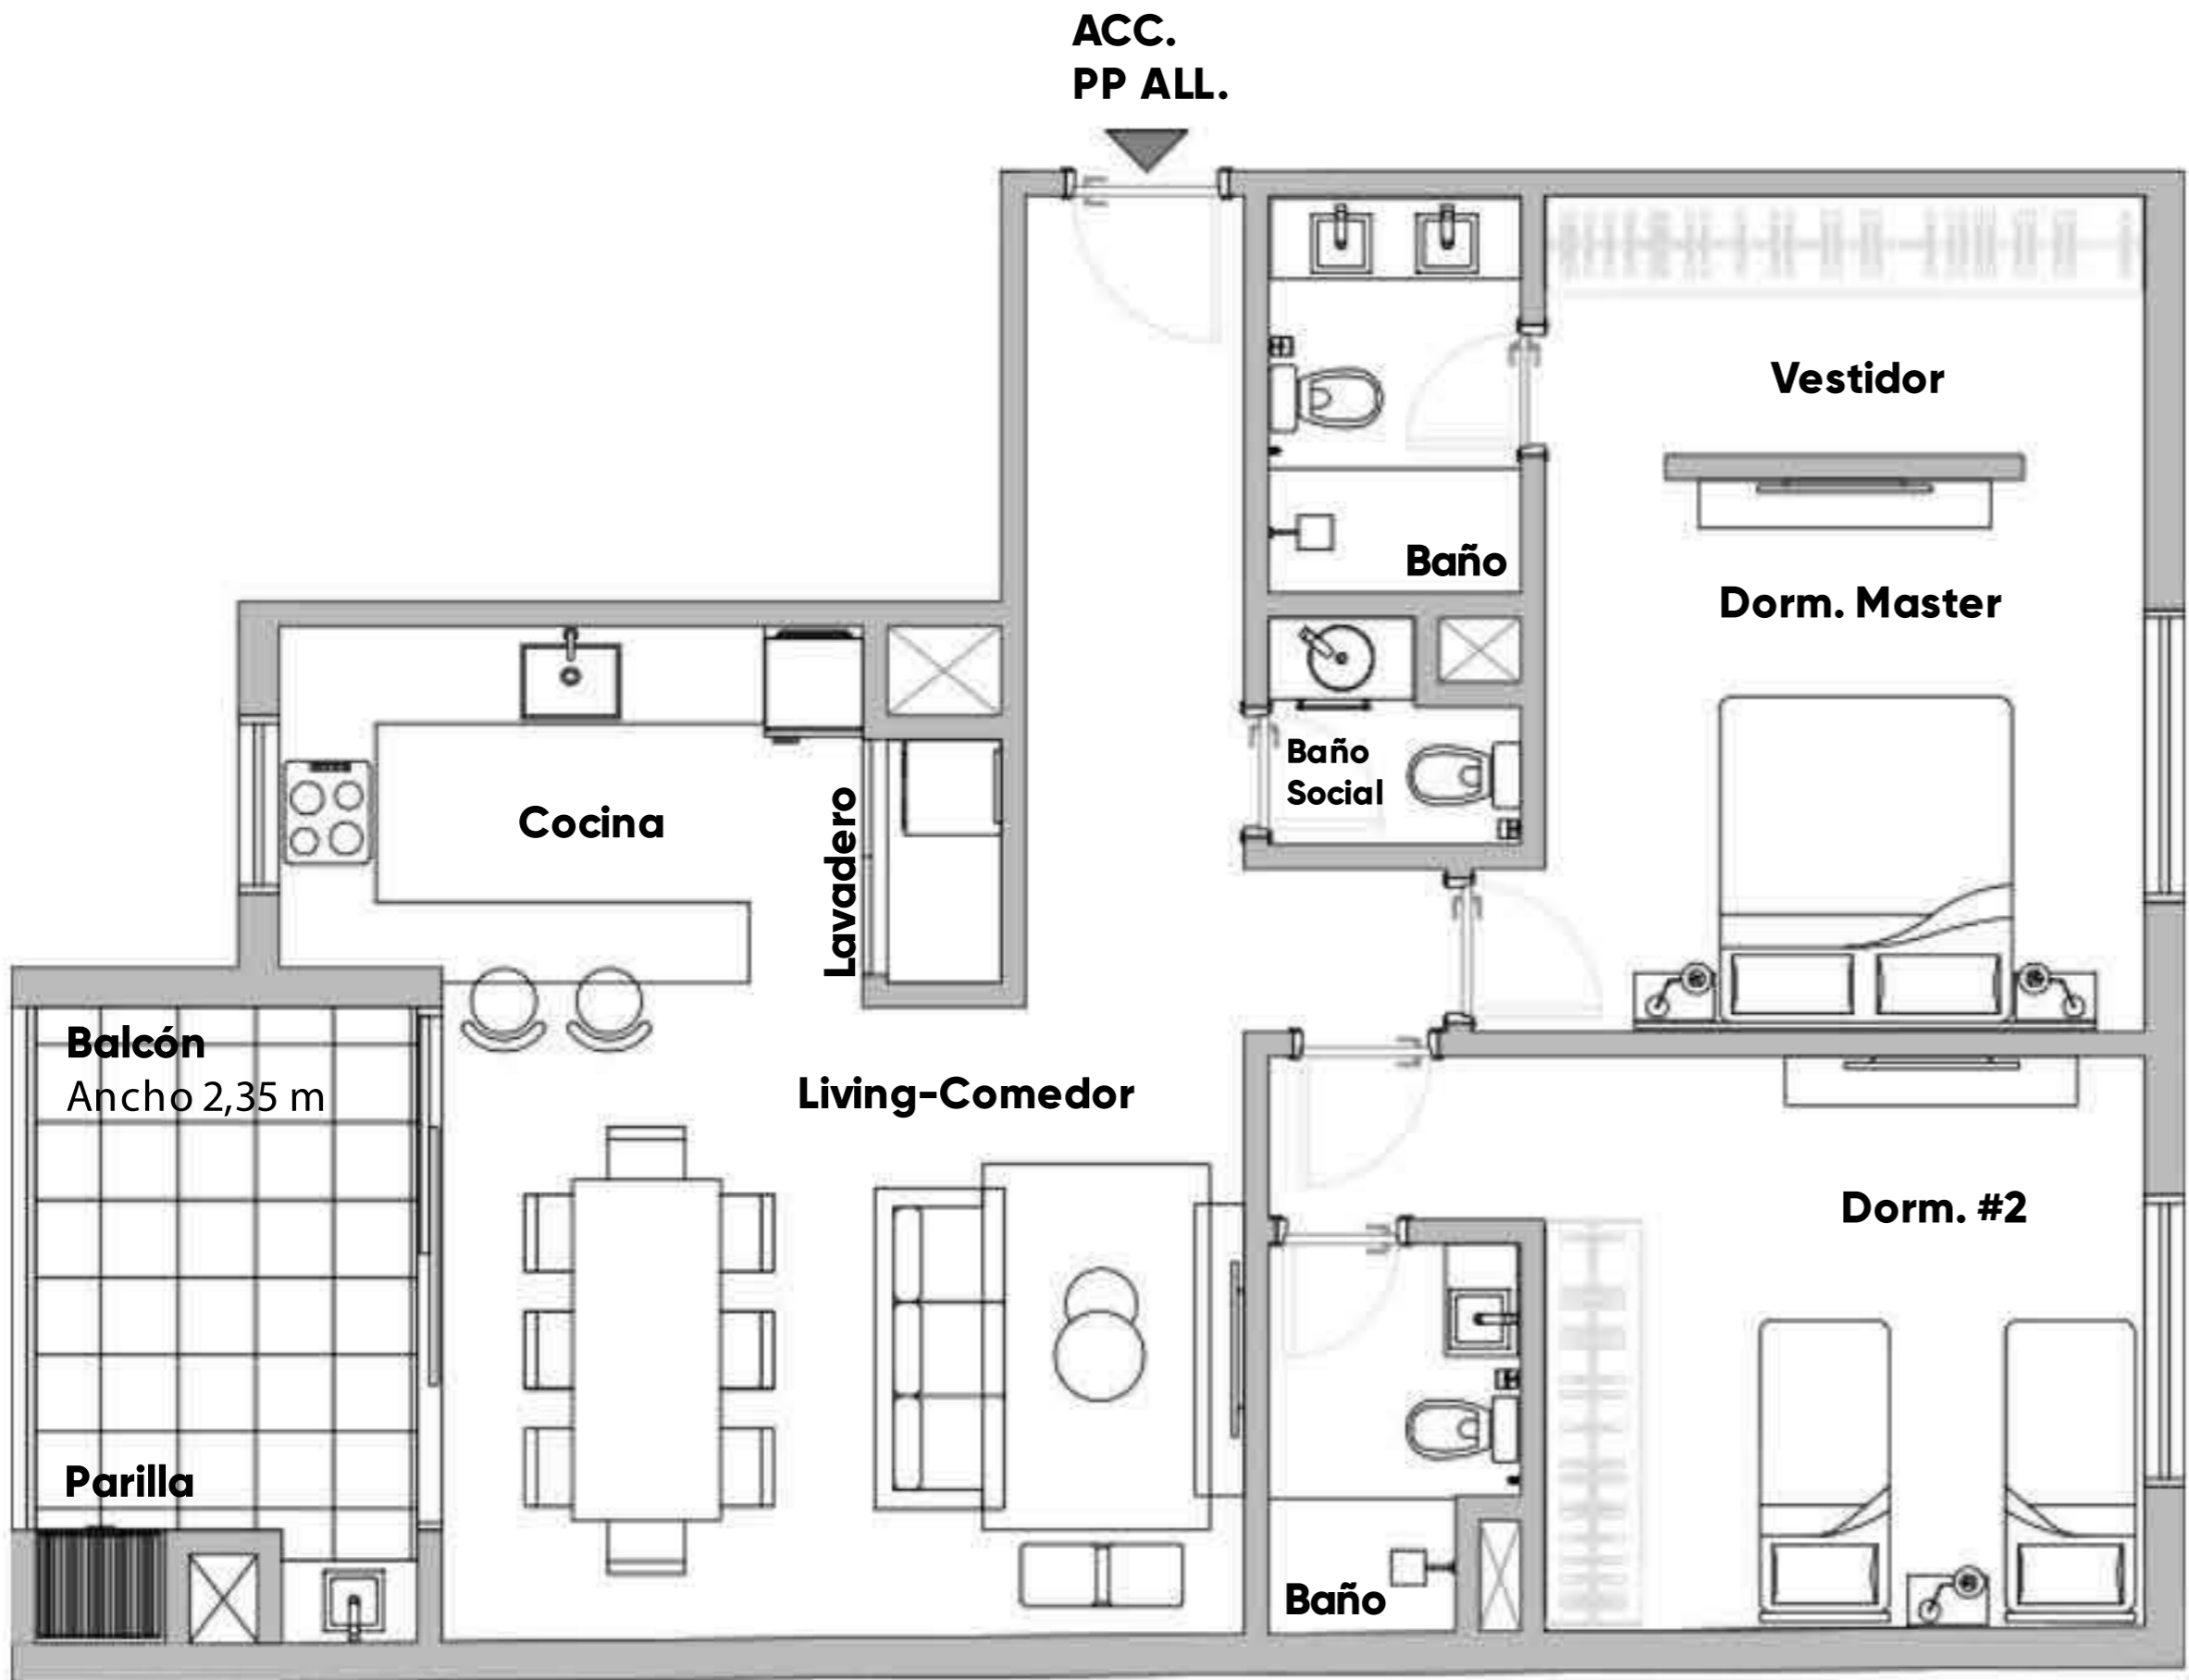 ACC.
PP ALL.
Vestidor
Baño
Dorm. Master
Baño
Social
Cocina
Lavadero
Balcón
Ancho 2,35 m
Living-Comedor
Dorm. #2
Parilla
Baño